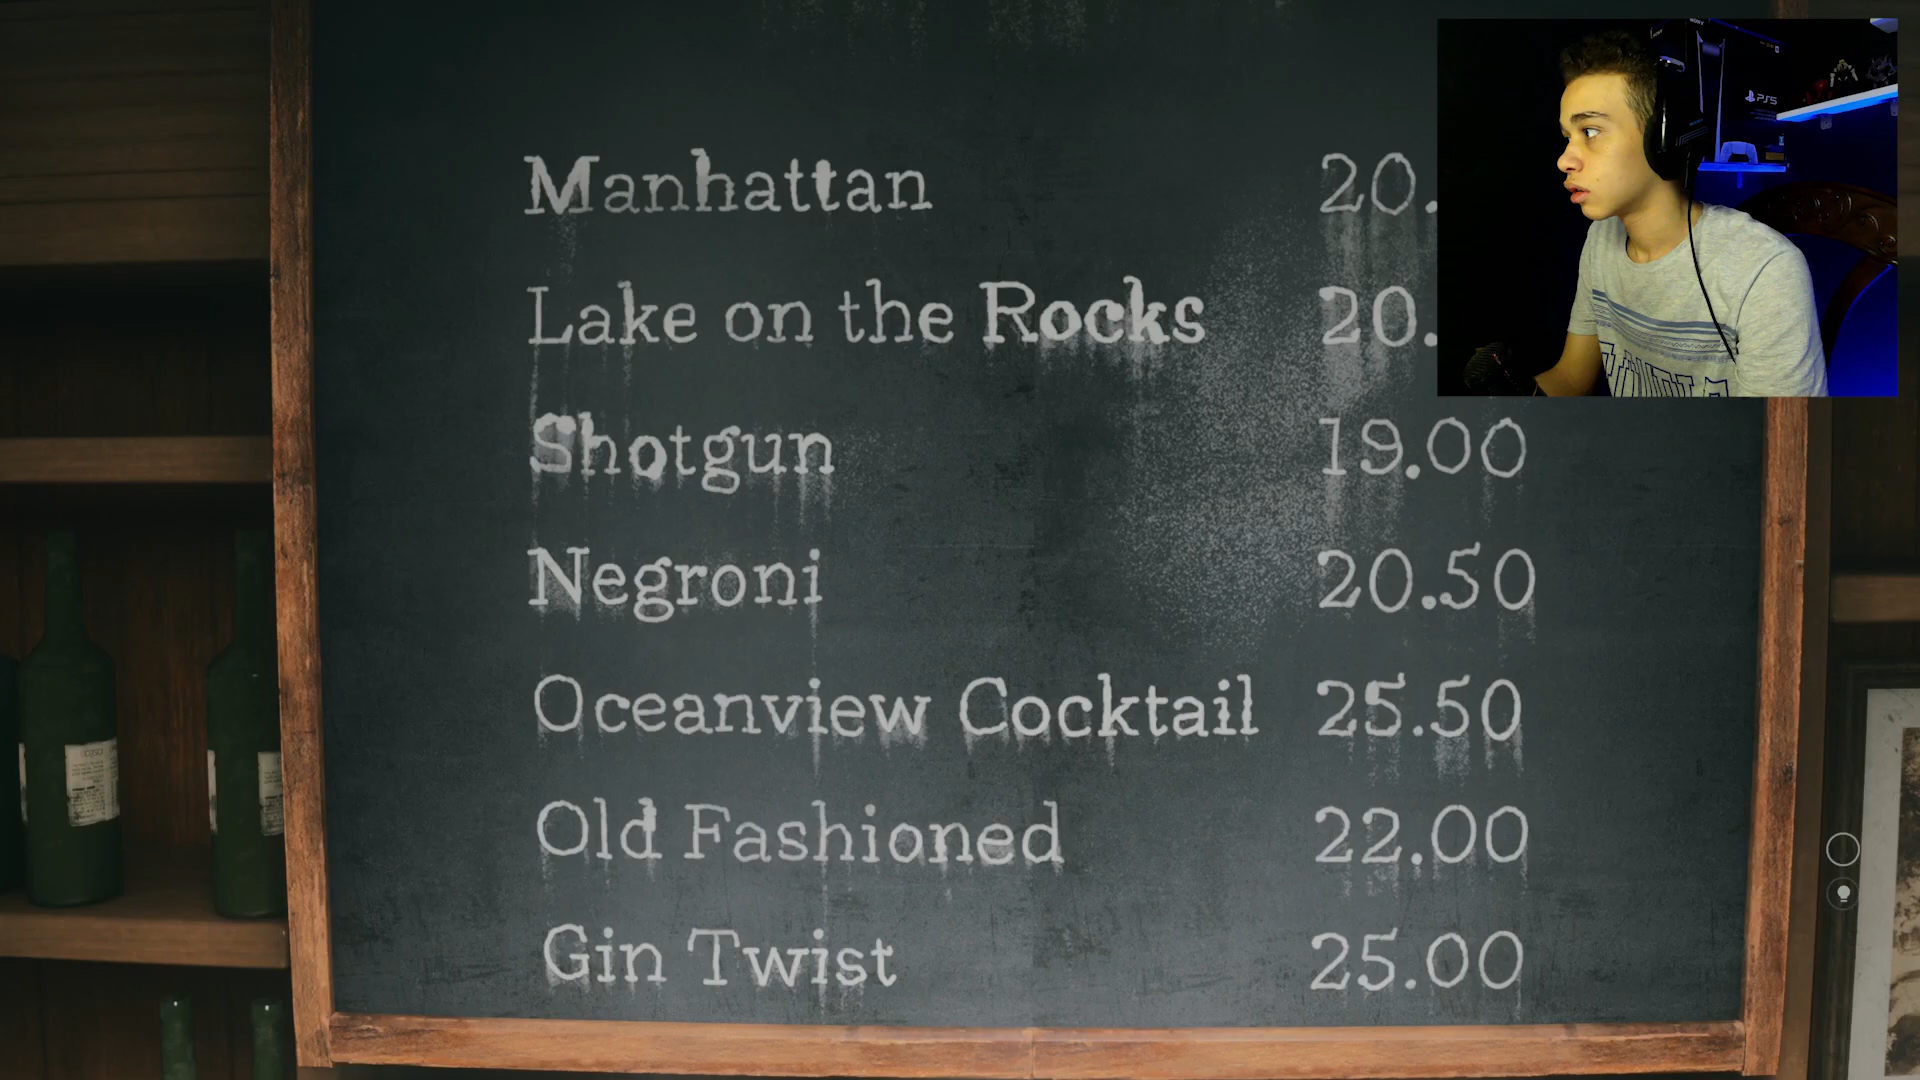 Manhattan 20.
Lake on the Rocks 20.
Shotgun 19.00
Negroni 20.50
Oceanview Cocktail 25.50
Old Fashioned 22.00
Gin Twist 25.00
PS5